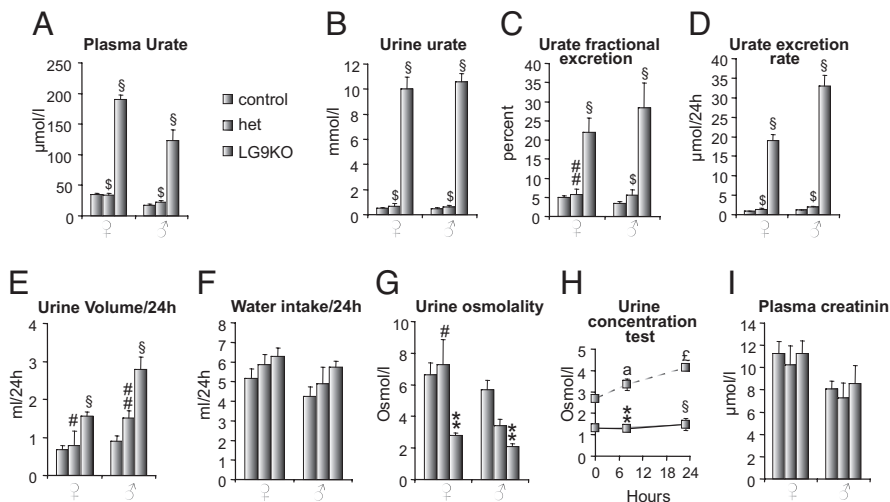 A
Plasma Urate
μmol/l
250
200
150
100
50
0
$
§
$
§
♀
♂
control
het
LG9KO
B
Urine urate
mmol/l
12
10
8
6
4
2
0
$
§
$
§
♀
♂
C
Urate fractional
excretion
percent
40
35
30
25
20
15
10
5
0
##
§
$
§
♀
♂
D
Urate excretion
rate
μmol/24h
40
35
30
25
20
15
10
5
0
$
§
$
§
♀
♂
E
Urine Volume/24h
ml/24h
4
3
2
1
0
#
§
##
§
♀
♂
F
Water intake/24h
ml/24h
8
7
6
5
4
3
2
1
0
♀
♂
G
Urine osmolality
Osmol/l
10
8
6
4
2
0
#
**
**
♀
♂
H
Urine
concentration
test
Osmol/l
5
4
3
2
1
0
a
£
**
§
0 6 12 18 24
Hours
I
Plasma creatinin
μmol/l
14
12
10
8
6
4
2
0
♀
♂